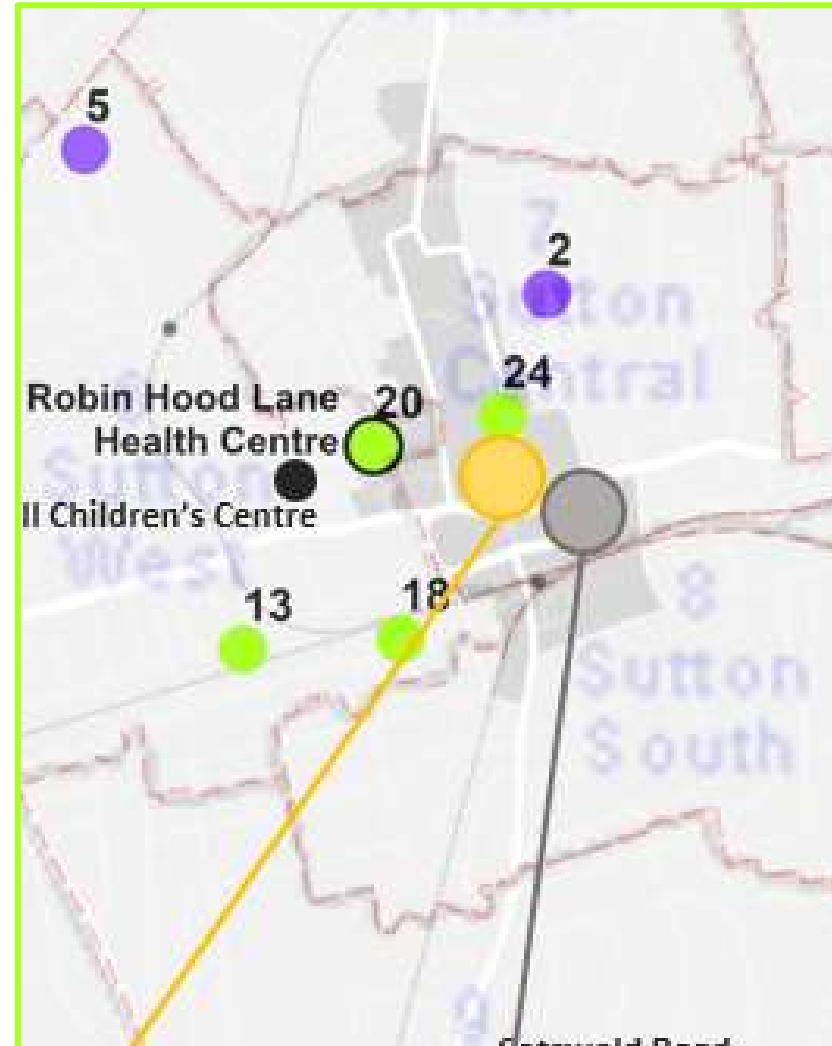 5
7
2
Sutton
Central
24
Robin Hood Lane
20
Health Centre
Sutton
ll Children's Centre
West
13
18
8
Sutton
South
9
Road